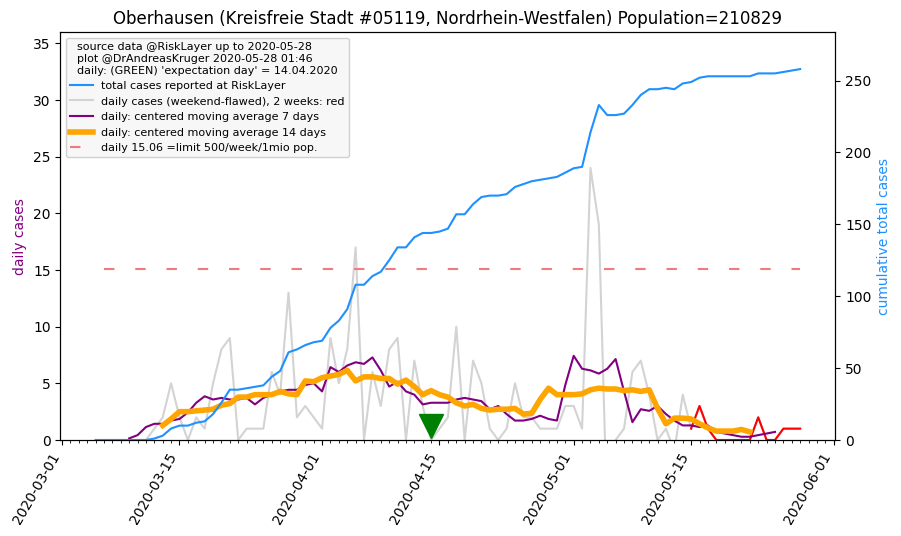 Oberhausen (Kreisfreie Stadt #05119, Nordrhein-Westfalen) Population=210829
source data @RiskLayer up to 2020-05-28
plot @DrAndreasKruger 2020-05-28 01:46
daily: (GREEN) 'expectation day' = 14.04.2020
total cases reported at RiskLayer
daily cases (weekend-flawed), 2 weeks: red
daily: centered moving average 7 days
daily: centered moving average 14 days
daily 15.06 =limit 500/week/1mio pop.
daily cases
35
30
25
20
15
10
5
0
cumulative total cases
250
200
150
100
50
0
2020-03-01
2020-03-15
2020-04-01
2020-04-15
2020-05-01
2020-05-15
2020-06-01